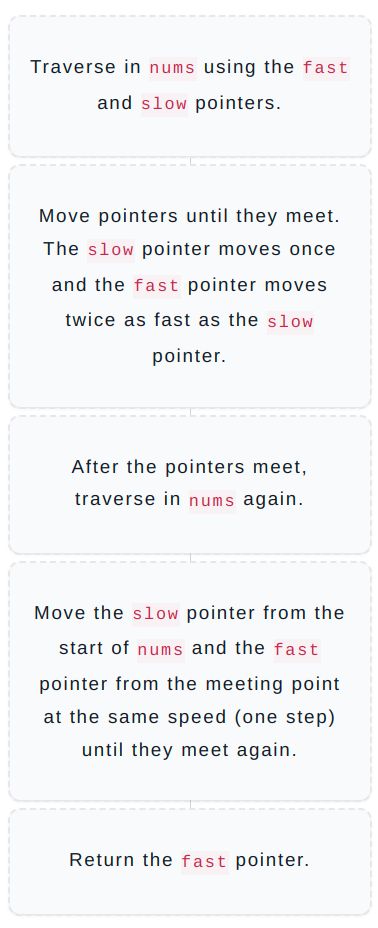 Traverse in nums using the fast
and slow pointers.
Move pointers until they meet.
The slow pointer moves once
and the fast pointer moves
twice as fast as the slow
pointer.
After the pointers meet,
traverse in nums again.
Move the slow pointer from the
start of nums and the fast
pointer from the meeting point
at the same speed (one step)
until they meet again.
Return the fast pointer.